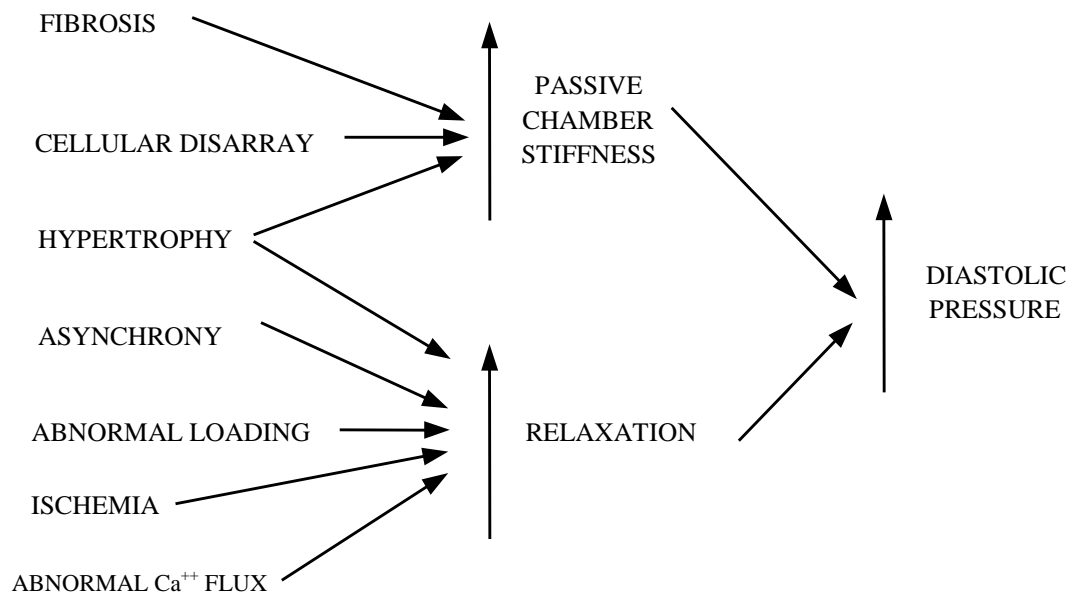 FIBROSIS
CELLULAR DISARRAY
HYPERTROPHY
ASYNCHRONY
ABNORMAL LOADING
ISCHEMIA
ABNORMAL Ca⁺⁺ FLUX
PASSIVE
CHAMBER
STIFFNESS
RELAXATION
DIASTOLIC
PRESSURE